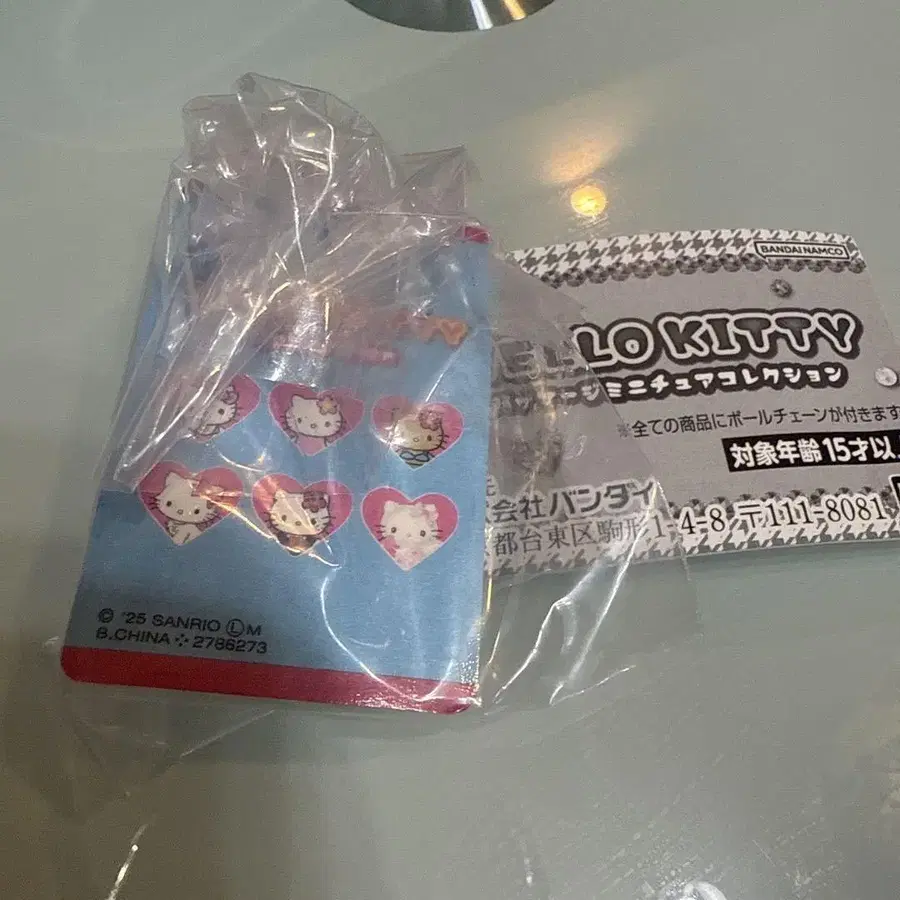 BANDAI NAMCO
LLO KITTY
ミニチュアコレクション
※全ての商品にボールチェーンが付きます
対象年齢 15才以
会社バンダイ
都台東区駒形1-4-8 〒111-8081
© '25 SANRIO Ⓛ M
B,CHINA 2786273